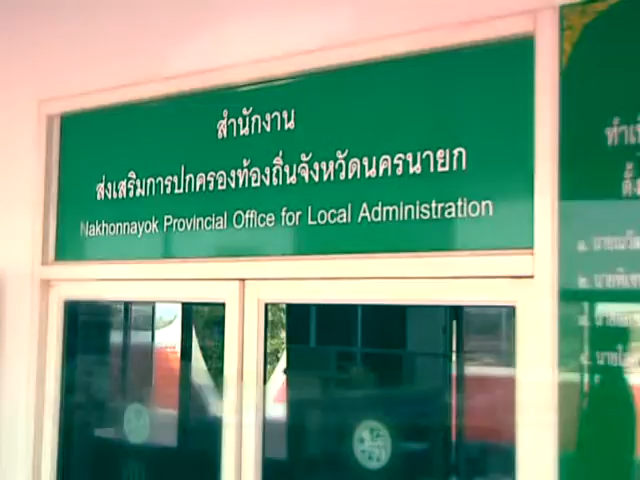 สำนักงาน
ส่งเสริมการปกครองท้องถิ่นจังหวัดนครนายก
Nakhonnayok Provincial Office for Local Administration